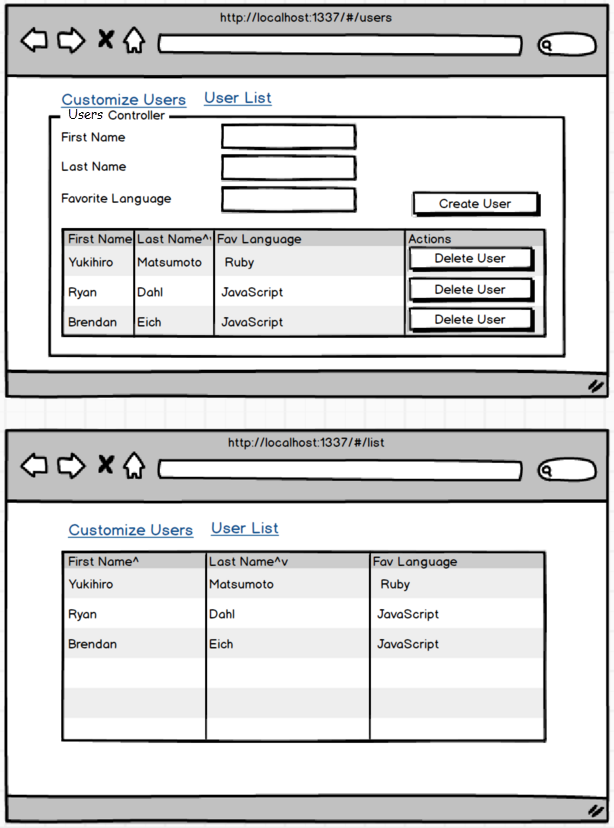 http://localhost:1337/#/users
Customize Users User List
Users Controller
First Name
Last Name
Favorite Language
Create User
First Name Last Name^ Fav Language Actions
Yukihiro Matsumoto Ruby Delete User
Ryan Dahl JavaScript Delete User
Brendan Eich JavaScript Delete User
http://localhost:1337/#/list
Customize Users User List
First Name^ Last Name^v Fav Language
Yukihiro Matsumoto Ruby
Ryan Dahl JavaScript
Brendan Eich JavaScript